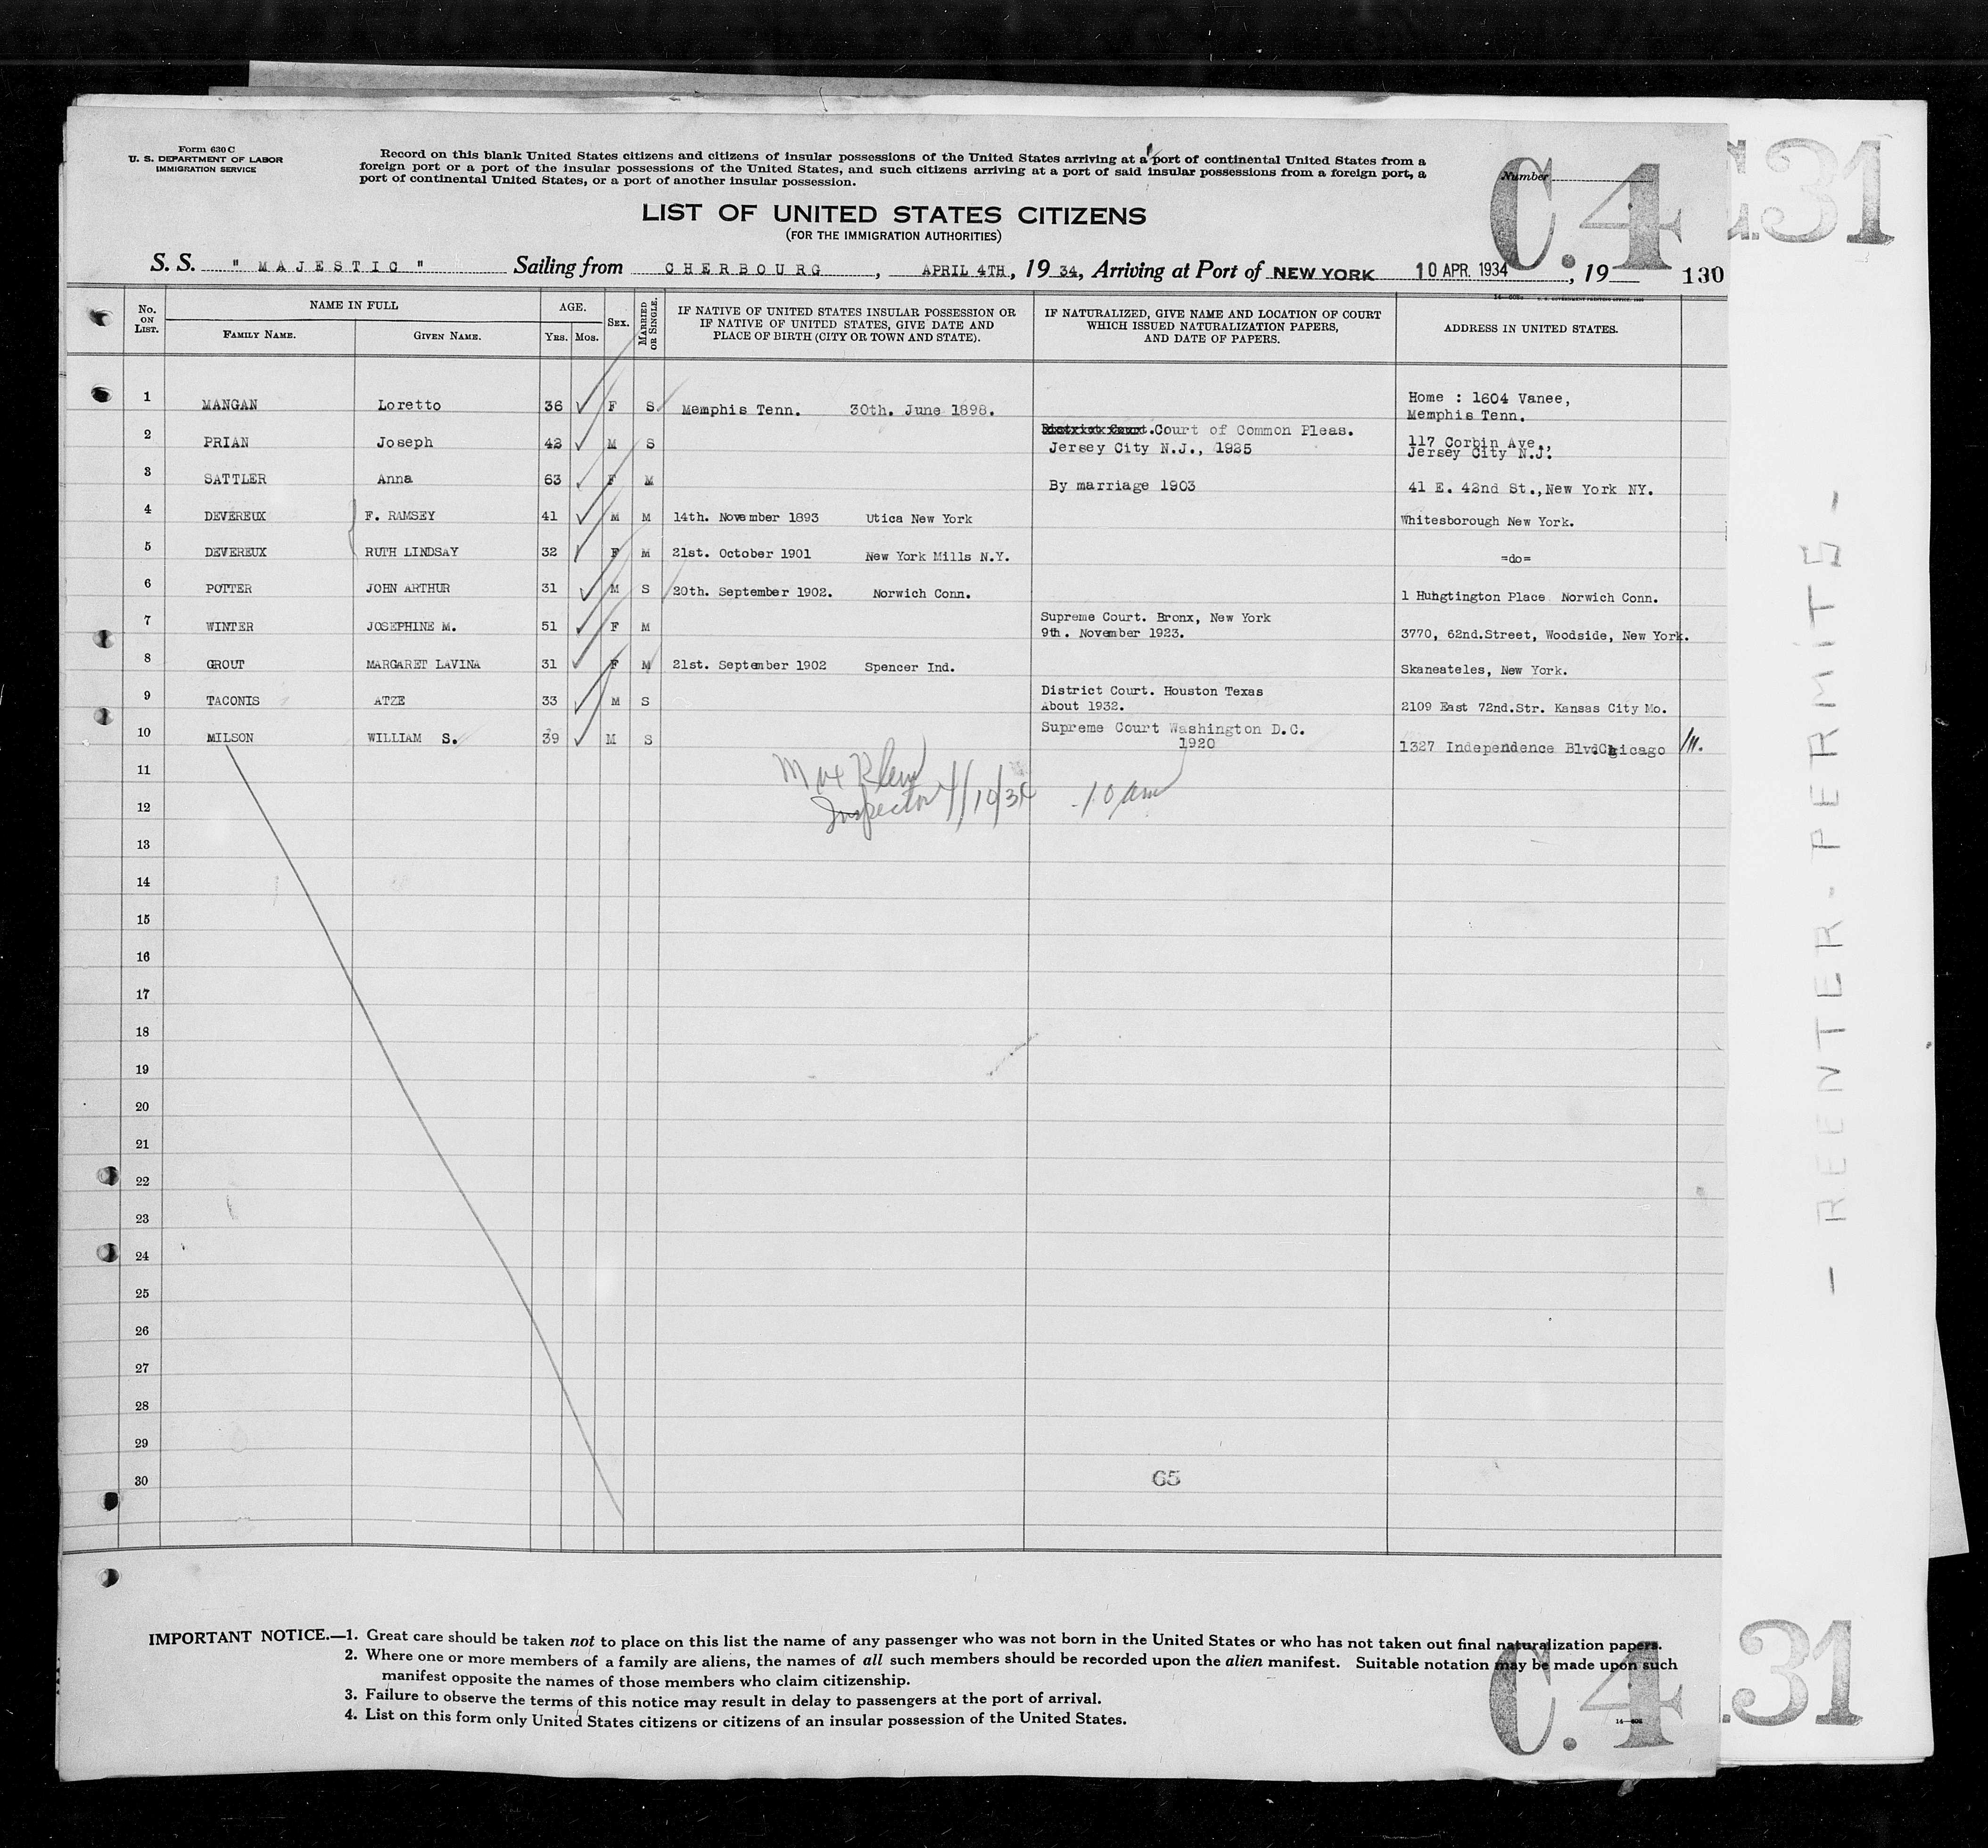 Form 630 C
U. S. DEPARTMENT OF LABOR
IMMIGRATION SERVICE
Record on this blank United States citizens and citizens of insular possessions of the United States arriving at a port of continental United States from a
foreign port or a port of the insular possessions of the United States, and such citizens arriving at a port of said insular possessions from a foreign port, a
port of continental United States, or a port of another insular possession.
Number
C.4
31
LIST OF UNITED STATES CITIZENS
(FOR THE IMMIGRATION AUTHORITIES)
S. S. "MAJESTIC" Sailing from CHERBOURG, APRIL 4TH, 1934, Arriving at Port of NEW YORK 10 APR. 1934, 19 130
No. ON LIST. NAME IN FULL AGE. SEX. MARRIED OR SINGLE. IF NATIVE OF UNITED STATES INSULAR POSSESSION OR IF NATIVE OF UNITED STATES, GIVE DATE AND PLACE OF BIRTH (CITY OR TOWN AND STATE). IF NATURALIZED, GIVE NAME AND LOCATION OF COURT WHICH ISSUED NATURALIZATION PAPERS, AND DATE OF PAPERS. ADDRESS IN UNITED STATES.
FAMILY NAME. GIVEN NAME. YRS. MOS.
1 MANGAN Loretto 36 F S Memphis Tenn. 30th. June 1898. Home : 1604 Vanee,
Memphis Tenn.
2 PRIAN Joseph 42 M S District Court.Court of Common Pleas. 117 Corbin Ave.,
Jersey City N.J., 1925 Jersey City N.J.
3 SATTLER Anna 63 F M By marriage 1903 41 E. 42nd St.,New York NY.
4 DEVEREUX F. RAMSEY 41 M M 14th. November 1893 Utica New York Whitesborough New York.
5 DEVEREUX RUTH LINDSAY 32 F M 21st. October 1901 New York Mills N.Y. =do=
6 POTTER JOHN ARTHUR 31 M S 20th. September 1902. Norwich Conn. 1 Huhgtington Place Norwich Conn.
7 WINTER JOSEPHINE M. 51 F M Supreme Court. Bronx, New York
9th. November 1923. 3770, 62nd.Street, Woodside, New York.
8 GROUT MARGARET LAVINA 31 F M 21st. September 1902 Spencer Ind. Skaneateles, New York.
9 TACONIS ATZE 33 M S District Court. Houston Texas
About 1932. 2109 East 72nd.Str. Kansas City Mo.
10 MILSON WILLIAM S. 39 M S Supreme Court Washington D.C.
1920 1327 Independence Blvd Chicago
11
Inspector 4/10/34 10 am
12
13
14
15
16
17
18
19
20
21
22
23
24
25
26
27
28
29
30
65
- REENTER - PERMITS -
IMPORTANT NOTICE.—1. Great care should be taken not to place on this list the name of any passenger who was not born in the United States or who has not taken out final naturalization papers.
2. Where one or more members of a family are aliens, the names of all such members should be recorded upon the alien manifest. Suitable notation may be made upon such
manifest opposite the names of those members who claim citizenship.
3. Failure to observe the terms of this notice may result in delay to passengers at the port of arrival.
4. List on this form only United States citizens or citizens of an insular possession of the United States.
C.4
31